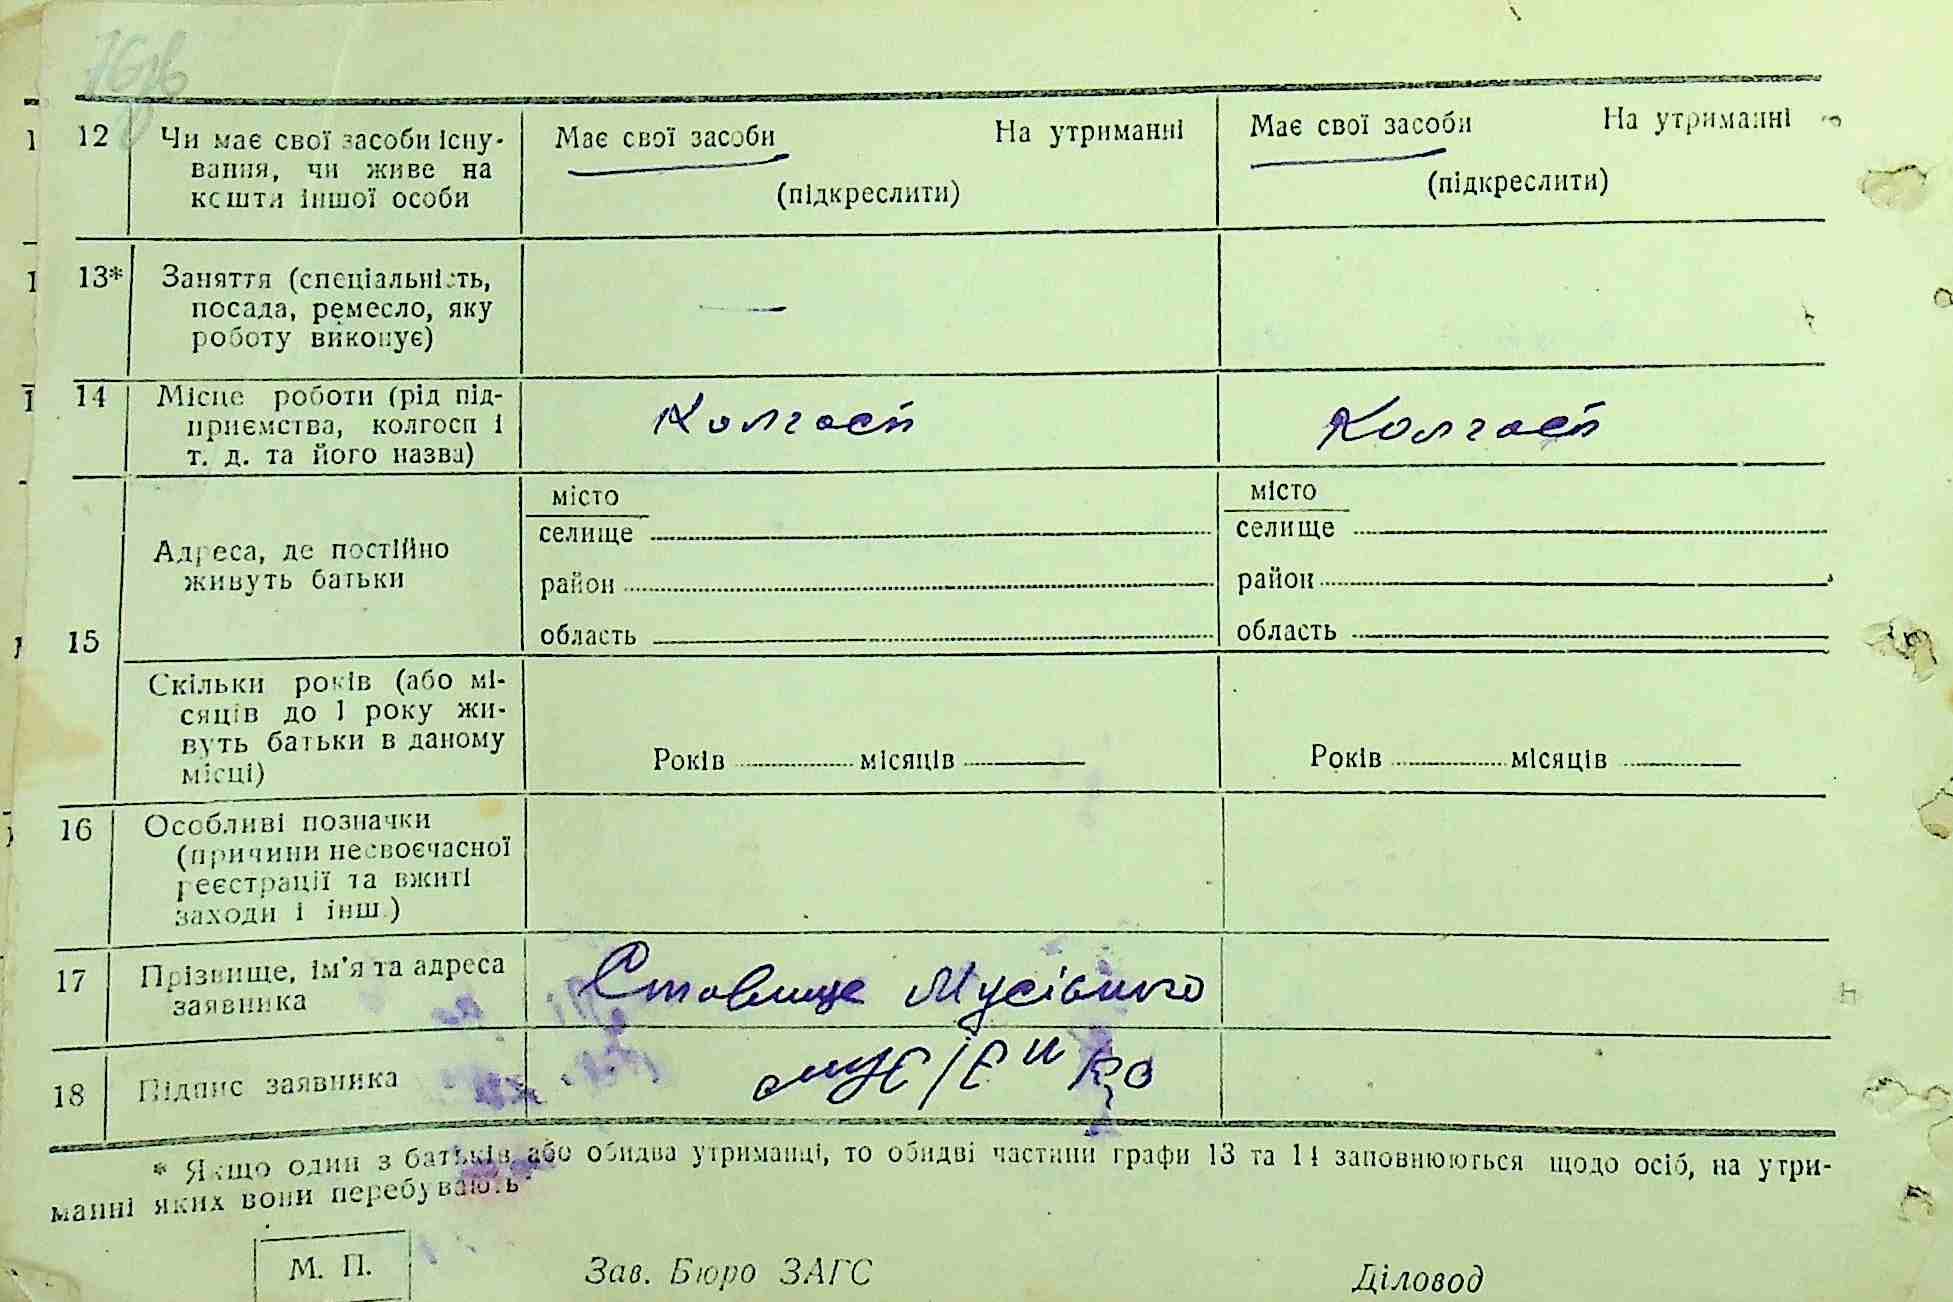 12 Чи має свої засоби існу-
вання, чи живе на
кошти іншої особи
Має свої засоби На утриманні
(підкреслити)
Має свої засоби На утриманні
(підкреслити)
13* Заняття (спеціальність,
посада, ремесло, яку
роботу виконує)
—
14 Місце роботи (рід під-
приємства, колгосп і
т. д. та його назва)
Колгосп
Колгосп
15
Адреса, де постійно
живуть батьки
місто
селище
район
область
місто
селище
район
область
Скільки років (або мі-
сяців до 1 року жи-
вуть батьки в даному
місці)
Років місяців
Років місяців
16 Особливі позначки
(причини несвоєчасної
реєстрації та вжиті
заходи і інш.)
17 Прізвище, ім'я та адреса
заявника
Ставище
18 Підпис заявника
* Якщо один з батьків або обидва утриманці, то обидві частини графи 13 та 14 заповнюються щодо осіб, на утри-
манні яких вони перебувають.
М. П.
Зав. Бюро ЗАГС
Діловод